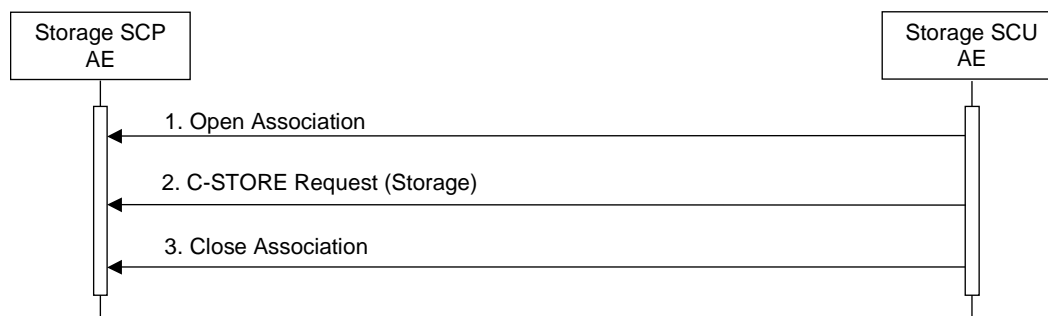 Storage SCP
AE
Storage SCU
AE
1. Open Association
2. C-STORE Request (Storage)
3. Close Association